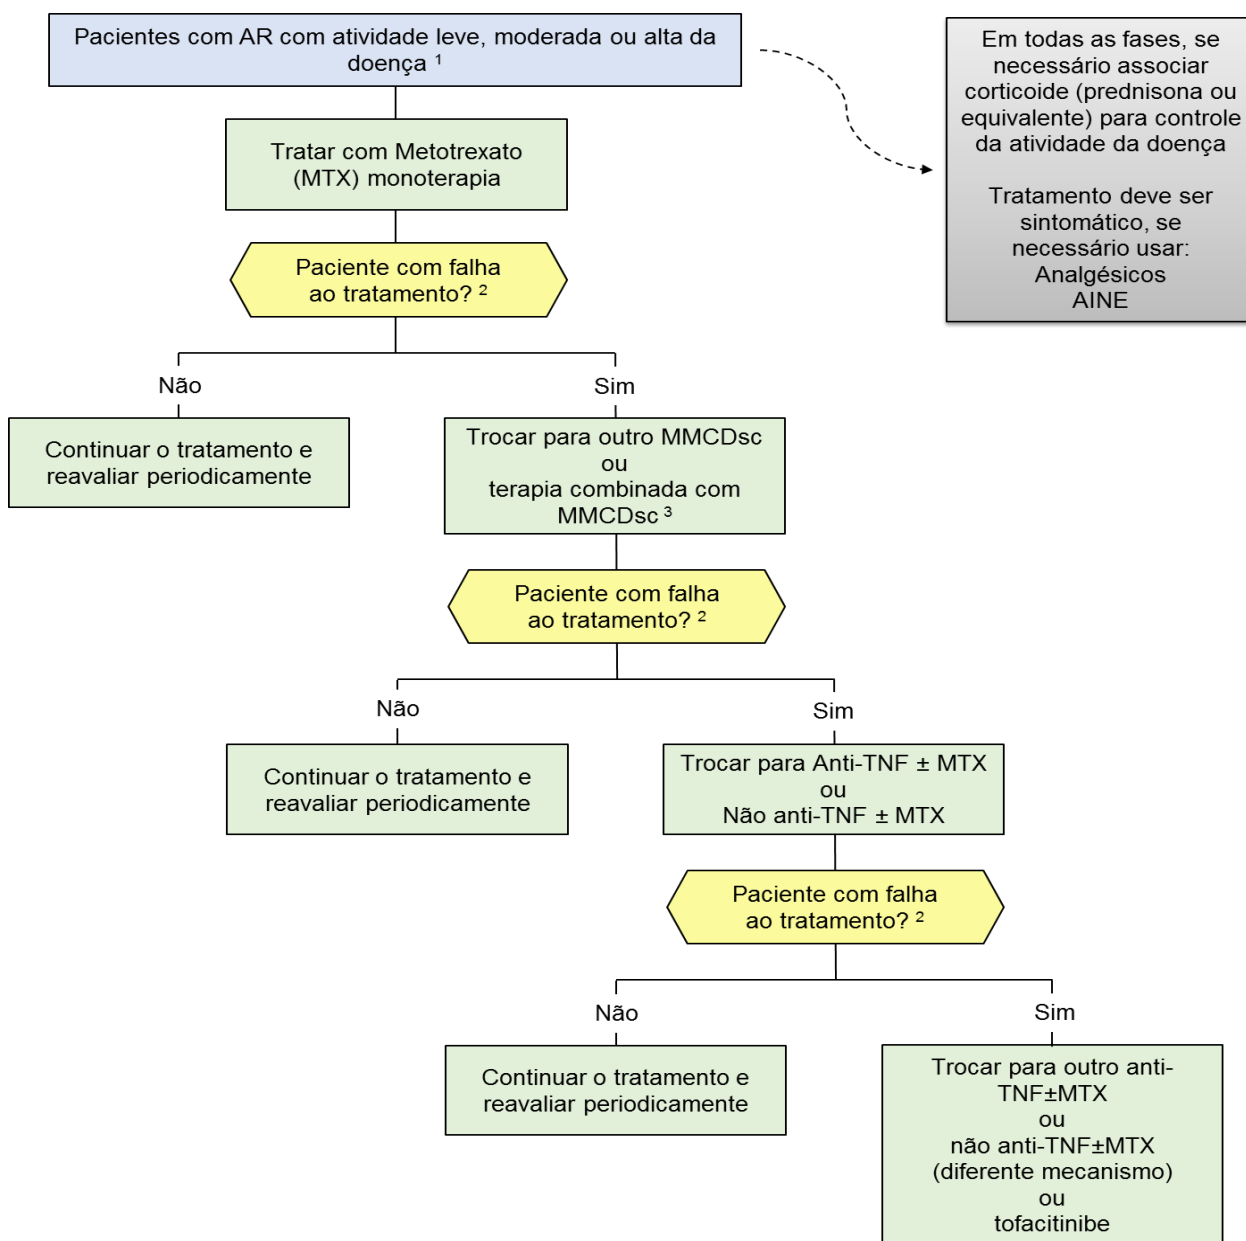 Pacientes com AR com atividade leve, moderada ou alta da
doença ¹
Em todas as fases, se
necessário associar
corticoide (prednisona ou
equivalente) para controle
da atividade da doença
Tratamento deve ser
sintomático, se
necessário usar:
Analgésicos
AINE
Tratar com Metotrexato
(MTX) monoterapia
Paciente com falha
ao tratamento? ²
Não
Sim
Continuar o tratamento e
reavaliar periodicamente
Trocar para outro MMCDsc
ou
terapia combinada com
MMCDsc ³
Paciente com falha
ao tratamento? ²
Não
Sim
Continuar o tratamento e
reavaliar periodicamente
Trocar para Anti-TNF ± MTX
ou
Não anti-TNF ± MTX
Paciente com falha
ao tratamento? ²
Não
Sim
Continuar o tratamento e
reavaliar periodicamente
Trocar para outro anti-
TNF±MTX
ou
não anti-TNF±MTX
(diferente mecanismo)
ou
tofacitinibe